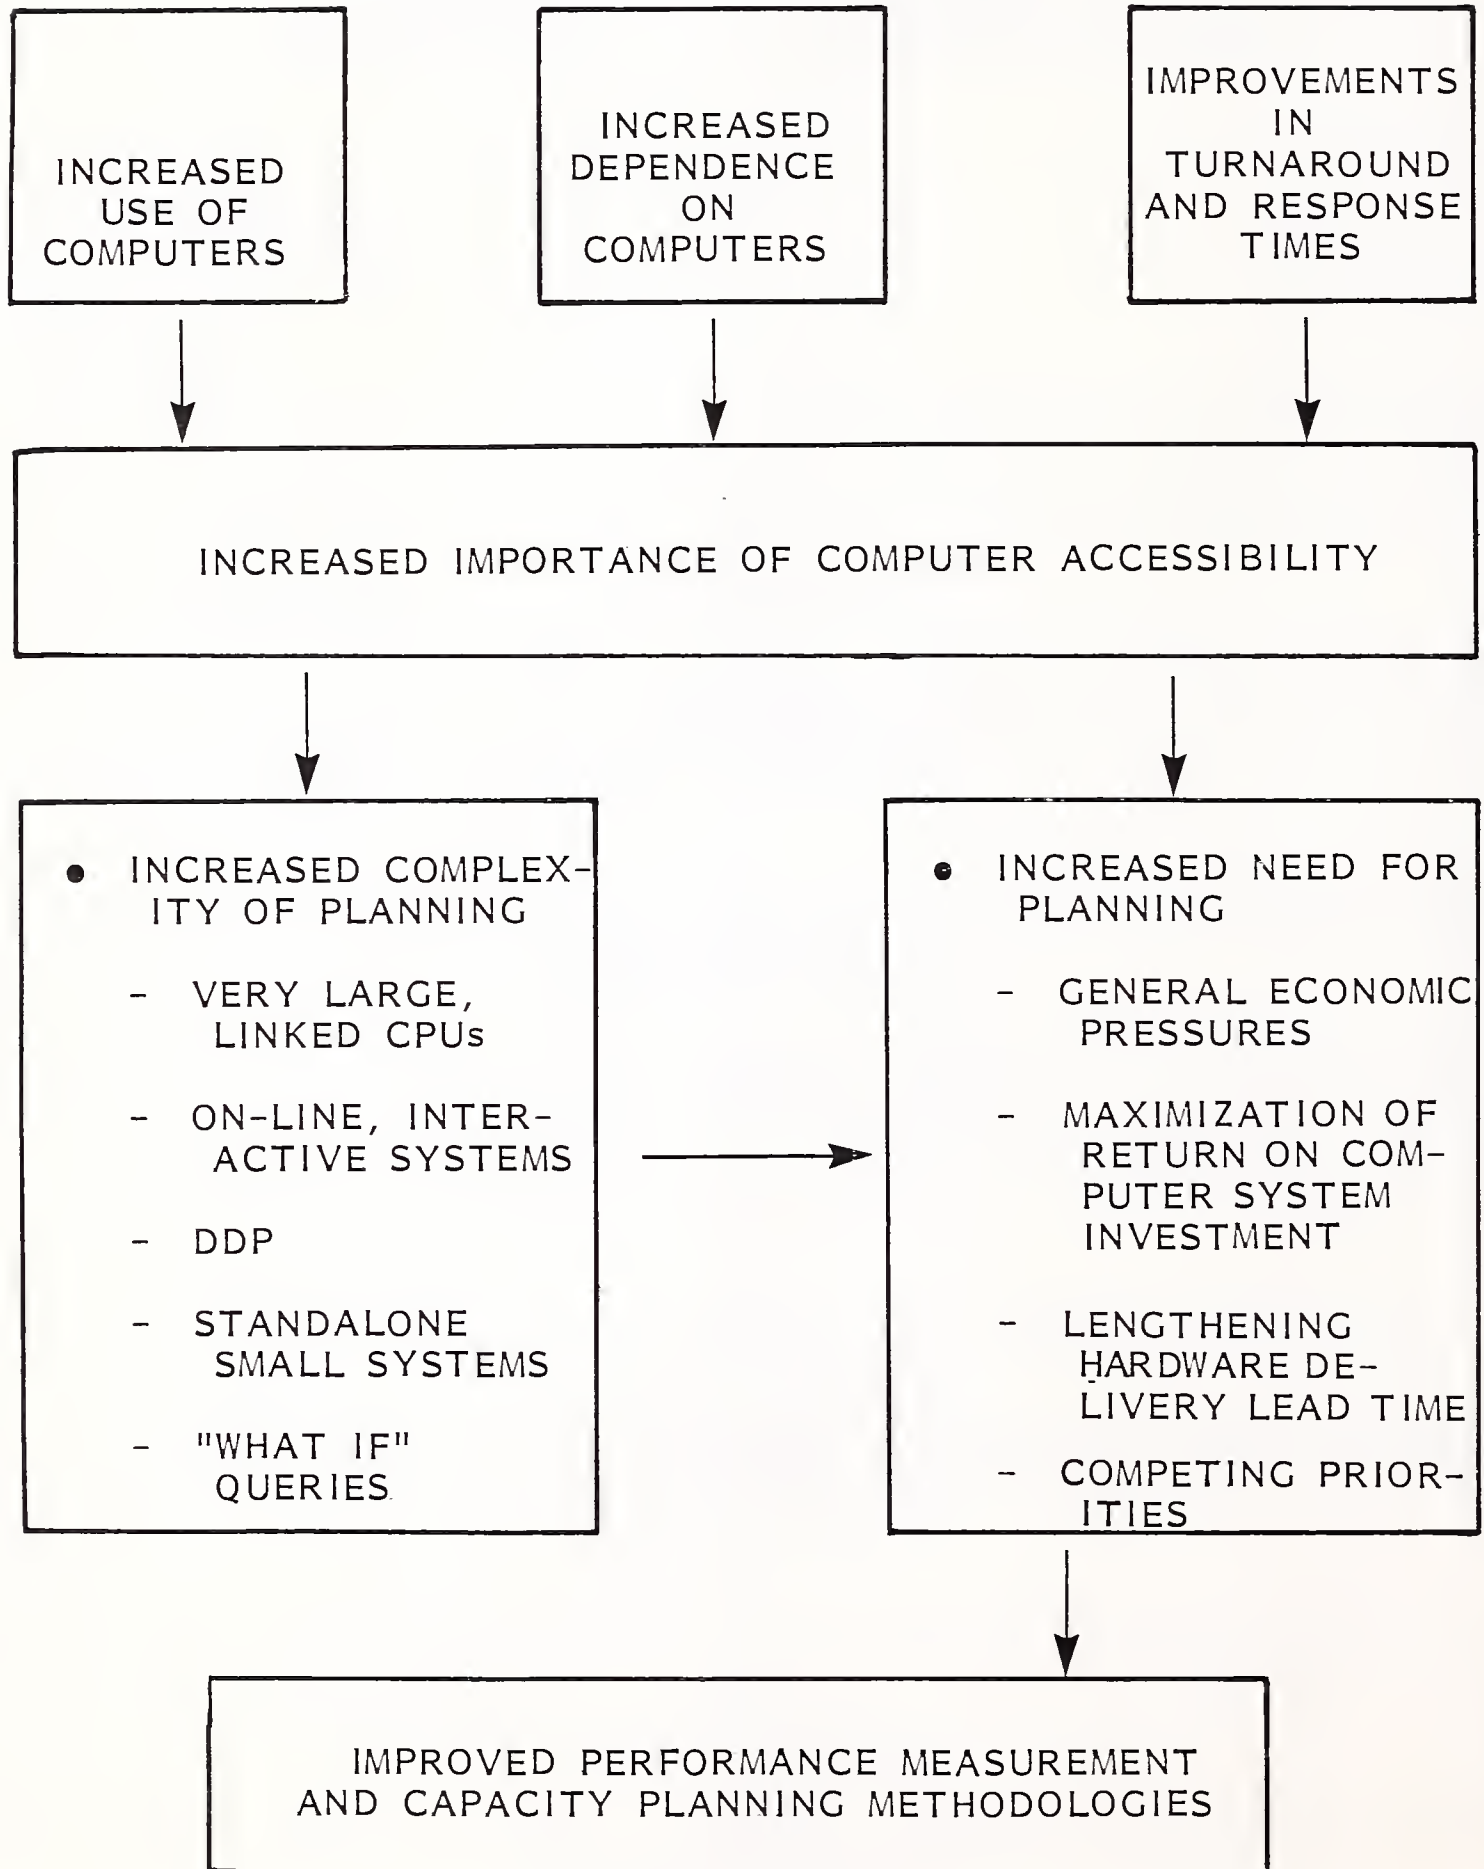 INCREASED
USE OF
COMPUTERS
INCREASED
DEPENDENCE
ON
COMPUTERS
IMPROVEMENTS
IN
TURNAROUND
AND RESPONSE
TIMES
INCREASED IMPORTANCE OF COMPUTER ACCESSIBILITY
• INCREASED COMPLEX-
ITY OF PLANNING
- VERY LARGE,
LINKED CPUs
- ON-LINE, INTER-
ACTIVE SYSTEMS
- DDP
- STANDALONE
SMALL SYSTEMS
- "WHAT IF"
QUERIES
• INCREASED NEED FOR
PLANNING
- GENERAL ECONOMIC
PRESSURES
- MAXIMIZATION OF
RETURN ON COM-
PUTER SYSTEM
INVESTMENT
- LENGTHENING
HARDWARE DE-
LIVERY LEAD TIME
- COMPETING PRIOR-
ITIES
IMPROVED PERFORMANCE MEASUREMENT
AND CAPACITY PLANNING METHODOLOGIES